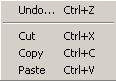 Undo... Ctrl+Z
Cut Ctrl+X
Copy Ctrl+C
Paste Ctrl+V